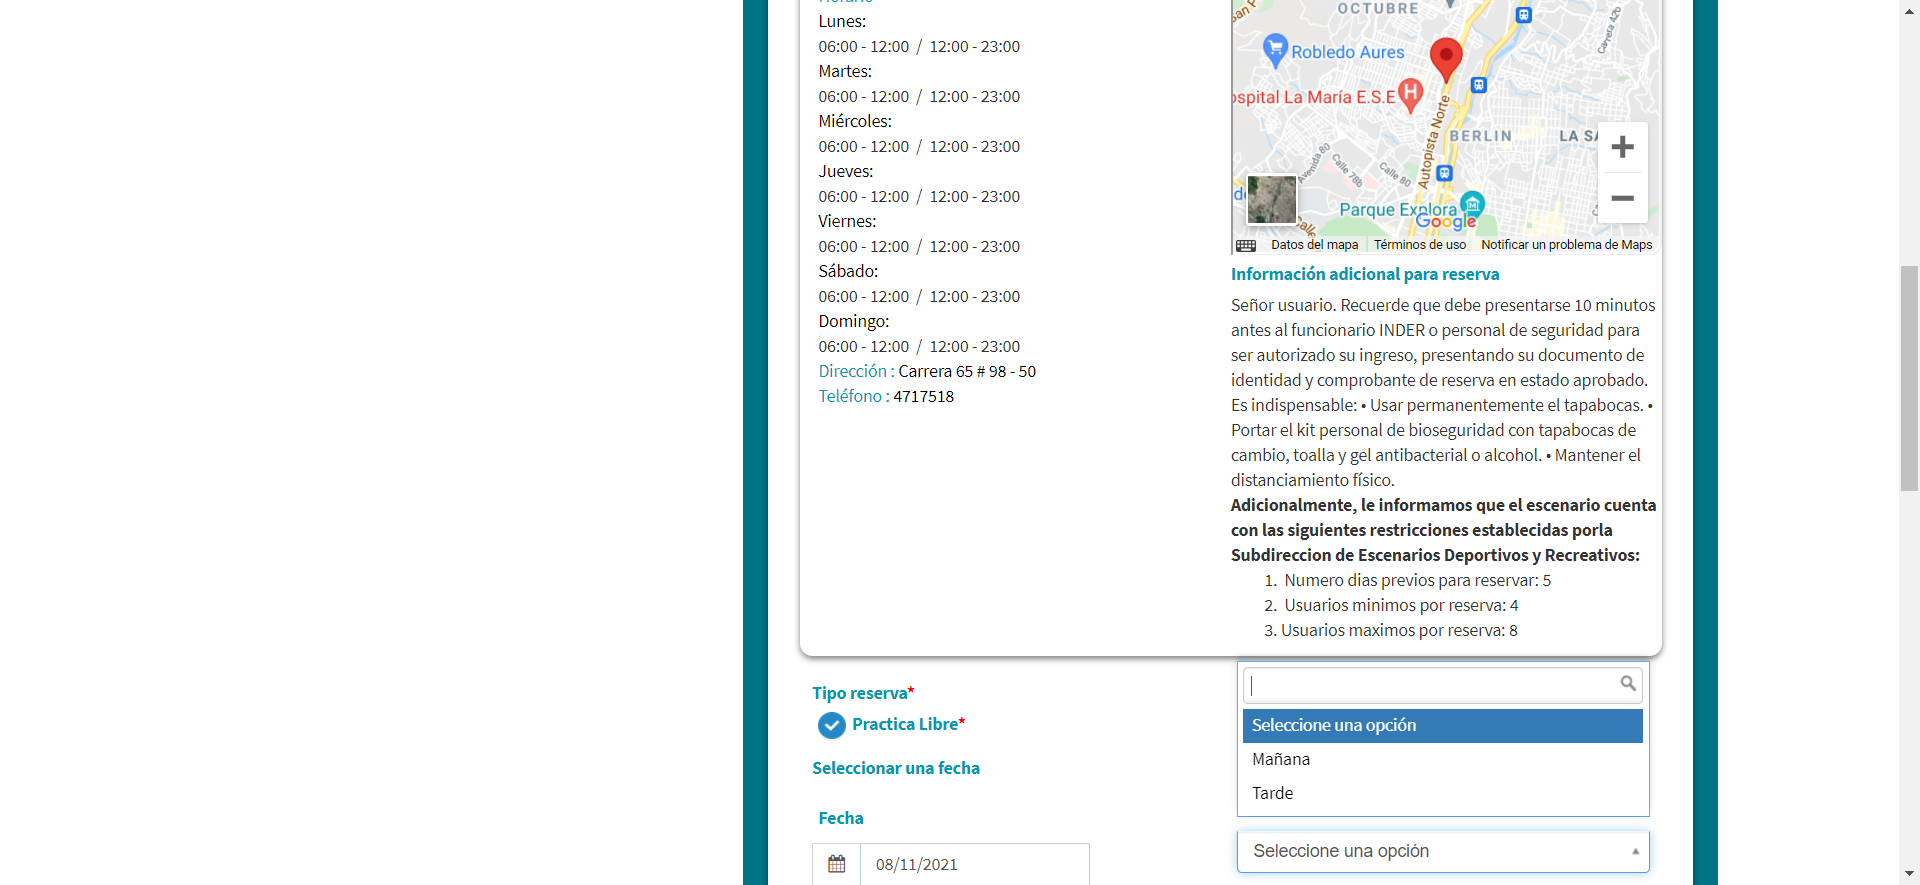 Horario
Lunes:
06:00 - 12:00 / 12:00 - 23:00
Martes:
06:00 - 12:00 / 12:00 - 23:00
Miércoles:
06:00 - 12:00 / 12:00 - 23:00
Jueves:
06:00 - 12:00 / 12:00 - 23:00
Viernes:
06:00 - 12:00 / 12:00 - 23:00
Sábado:
06:00 - 12:00 / 12:00 - 23:00
Domingo:
06:00 - 12:00 / 12:00 - 23:00
Dirección : Carrera 65 # 98 - 50
Teléfono : 4717518
OCTUBRE
Carrera 42b
Robledo Aures
ospital La María E.S.E
Autopista Norte
BERLIN
LA SA
Avenida 80
Calle 78b
Calle 80
Parque Explora
Calle
Google
Datos del mapa
Términos de uso
Notificar un problema de Maps
Información adicional para reserva
Señor usuario. Recuerde que debe presentarse 10 minutos
antes al funcionario INDER o personal de seguridad para
ser autorizado su ingreso, presentando su documento de
identidad y comprobante de reserva en estado aprobado.
Es indispensable: • Usar permanentemente el tapabocas. •
Portar el kit personal de bioseguridad con tapabocas de
cambio, toalla y gel antibacterial o alcohol. • Mantener el
distanciamiento físico.
Adicionalmente, le informamos que el escenario cuenta
con las siguientes restricciones establecidas porla
Subdireccion de Escenarios Deportivos y Recreativos:
1. Numero dias previos para reservar: 5
2. Usuarios minimos por reserva: 4
3. Usuarios maximos por reserva: 8
Tipo reserva*
Practica Libre*
Seleccionar una fecha
Fecha
08/11/2021
Seleccione una opción
Mañana
Tarde
Seleccione una opción